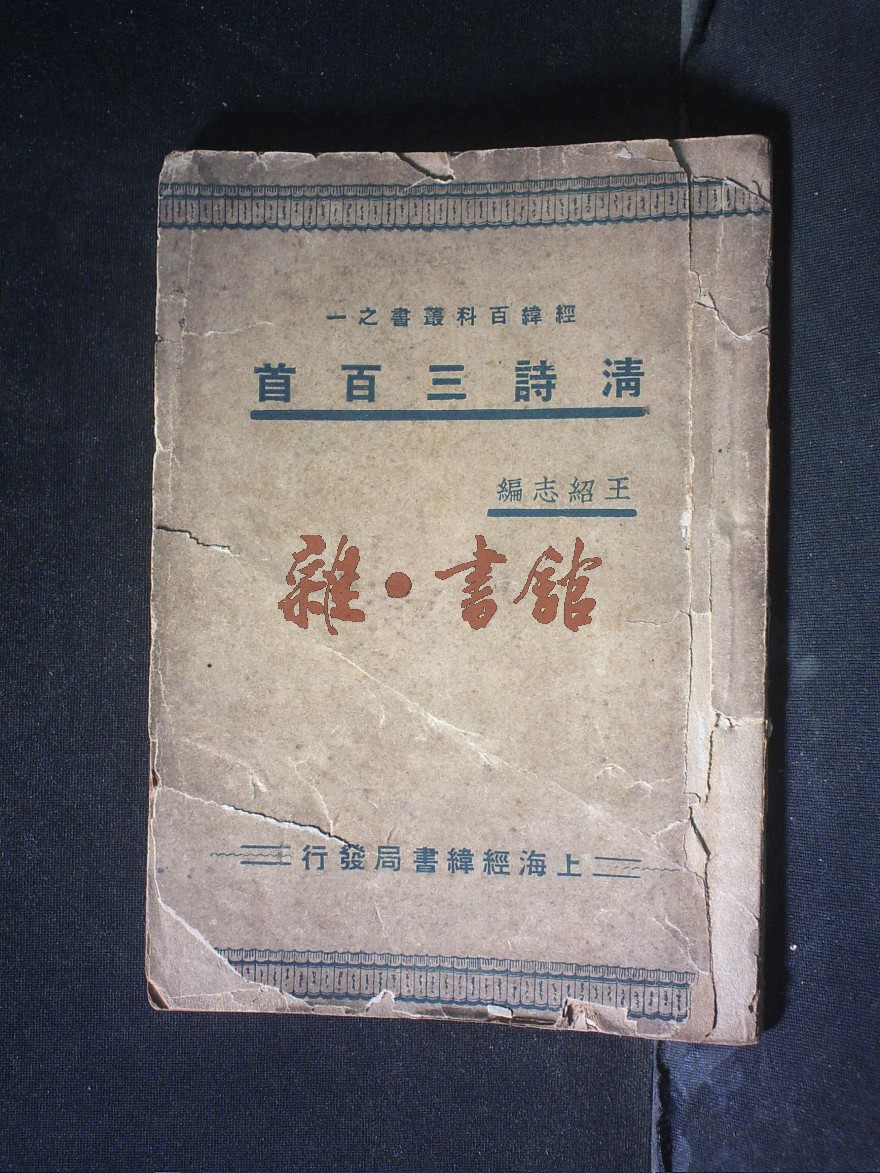 經緯百科叢書之一
清詩三百首
王紹志編
雜·書館
上海經緯書局發行